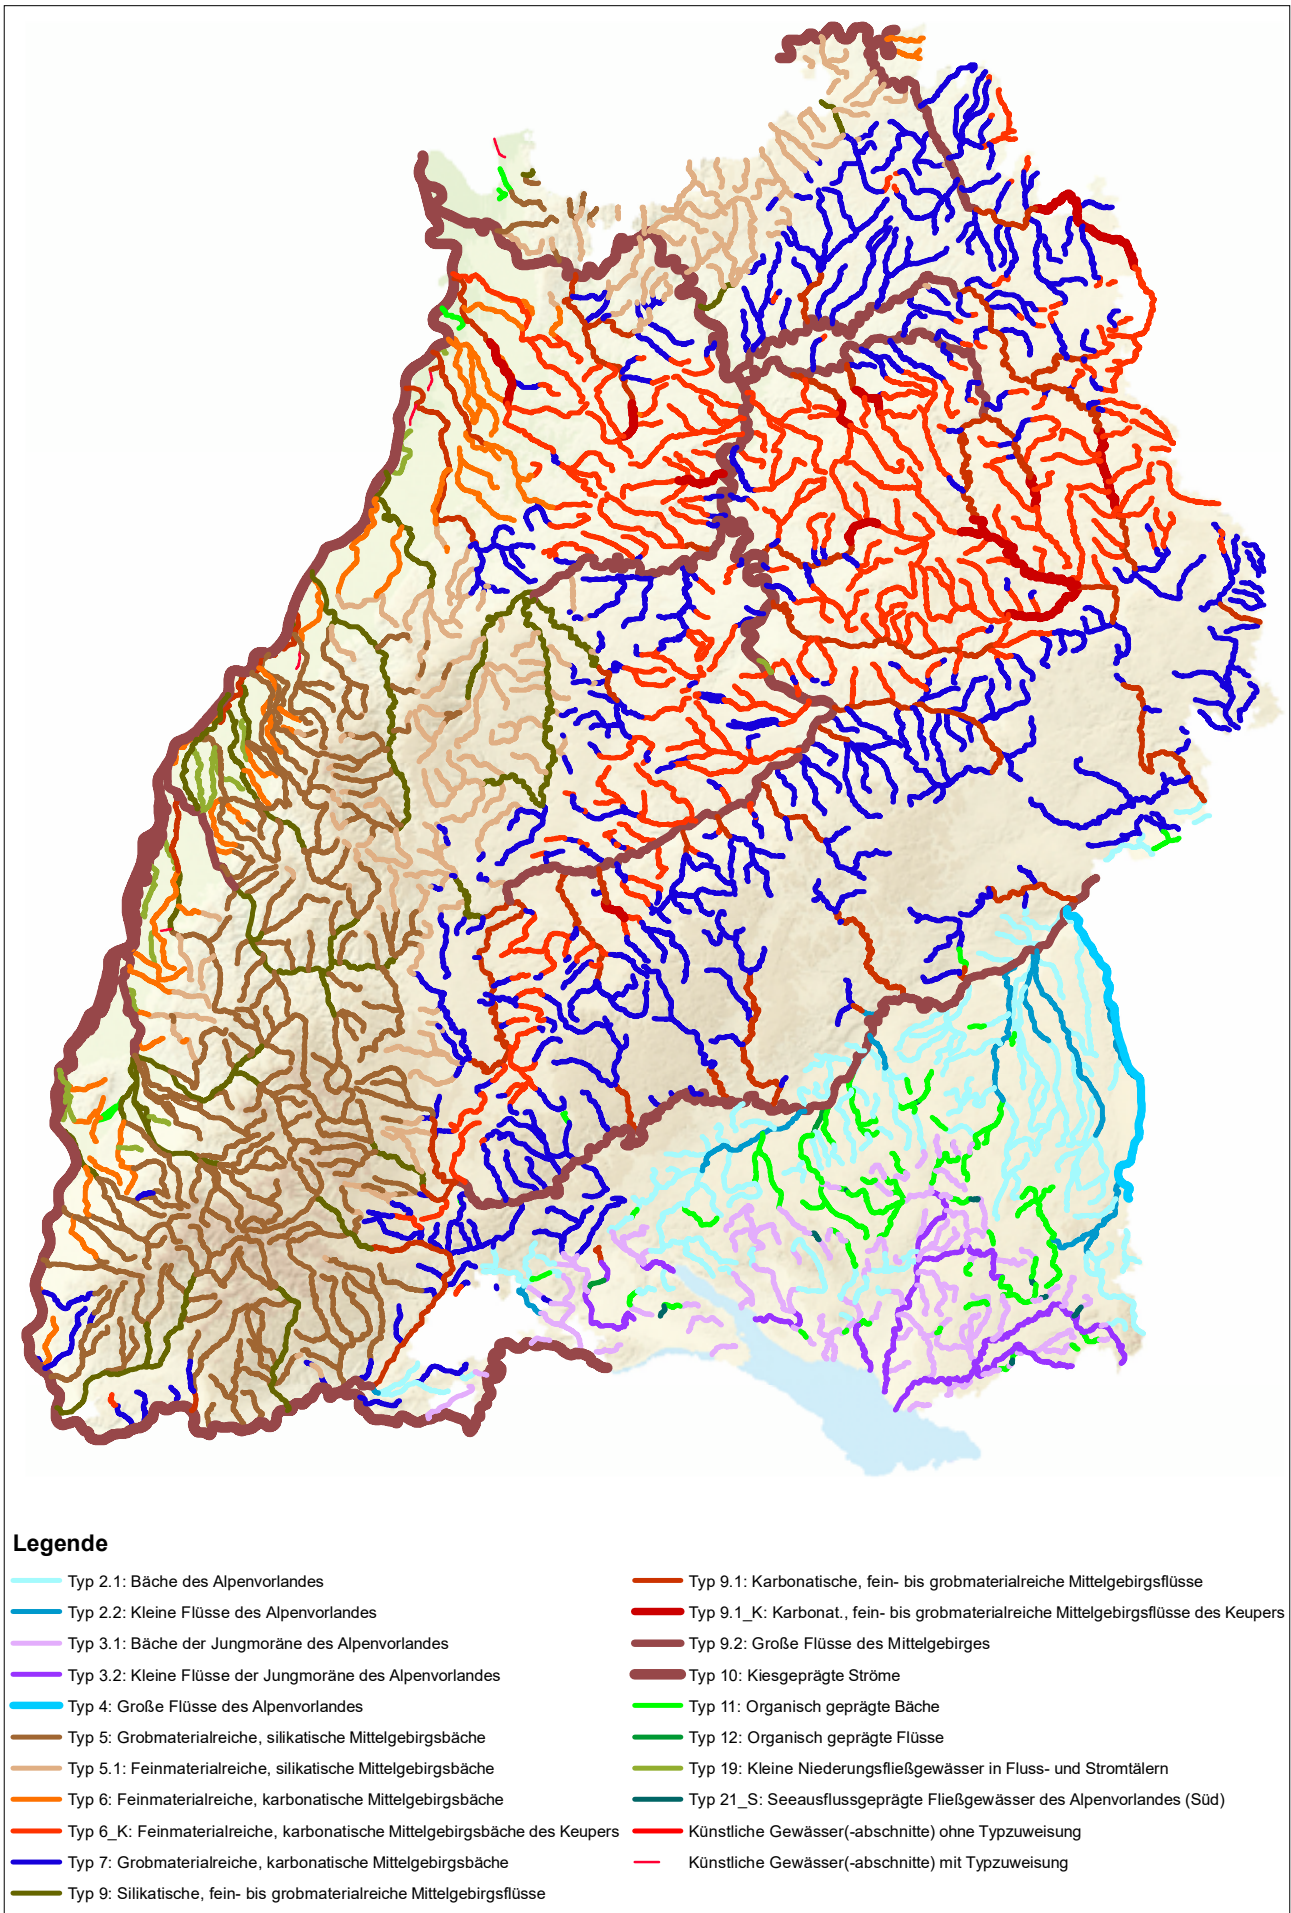 Legende
Typ 2.1: Bäche des Alpenvorlandes
Typ 2.2: Kleine Flüsse des Alpenvorlandes
Typ 3.1: Bäche der Jungmoräne des Alpenvorlandes
Typ 3.2: Kleine Flüsse der Jungmoräne des Alpenvorlandes
Typ 4: Große Flüsse des Alpenvorlandes
Typ 5: Grobmaterialreiche, silikatische Mittelgebirgsbäche
Typ 5.1: Feinmaterialreiche, silikatische Mittelgebirgsbäche
Typ 6: Feinmaterialreiche, karbonatische Mittelgebirgsbäche
Typ 6_K: Feinmaterialreiche, karbonatische Mittelgebirgsbäche des Keupers
Typ 7: Grobmaterialreiche, karbonatische Mittelgebirgsbäche
Typ 9: Silikatische, fein- bis grobmaterialreiche Mittelgebirgsflüsse
Typ 9.1: Karbonatische, fein- bis grobmaterialreiche Mittelgebirgsflüsse
Typ 9.1_K: Karbonat., fein- bis grobmaterialreiche Mittelgebirgsflüsse des Keupers
Typ 9.2: Große Flüsse des Mittelgebirges
Typ 10: Kiesgeprägte Ströme
Typ 11: Organisch geprägte Bäche
Typ 12: Organisch geprägte Flüsse
Typ 19: Kleine Niederungsfließgewässer in Fluss- und Stromtälern
Typ 21_S: Seeausflussgeprägte Fließgewässer des Alpenvorlandes (Süd)
Künstliche Gewässer(-abschnitte) ohne Typzuweisung
Künstliche Gewässer(-abschnitte) mit Typzuweisung